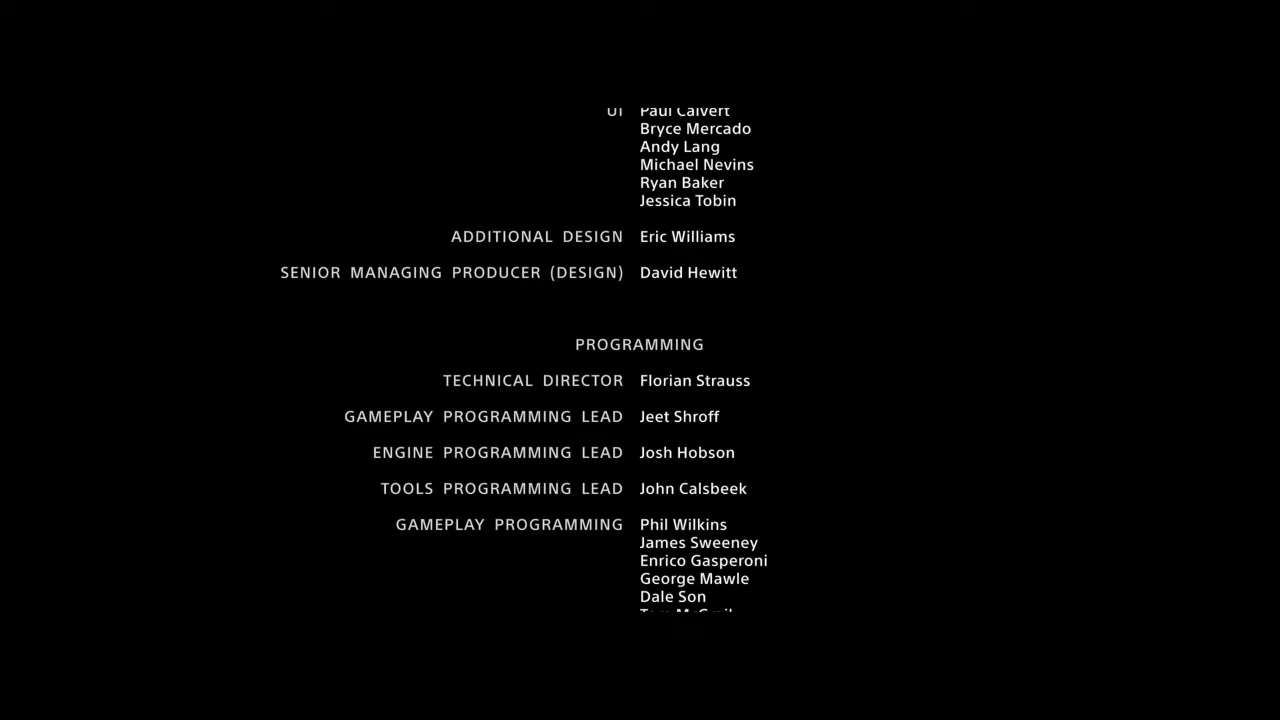 UI Paul Calvert
Bryce Mercado
Andy Lang
Michael Nevins
Ryan Baker
Jessica Tobin
ADDITIONAL DESIGN Eric Williams
SENIOR MANAGING PRODUCER (DESIGN) David Hewitt
PROGRAMMING
TECHNICAL DIRECTOR Florian Strauss
GAMEPLAY PROGRAMMING LEAD Jeet Shroff
ENGINE PROGRAMMING LEAD Josh Hobson
TOOLS PROGRAMMING LEAD John Calsbeek
GAMEPLAY PROGRAMMING Phil Wilkins
James Sweeney
Enrico Gasperoni
George Mawle
Dale Son